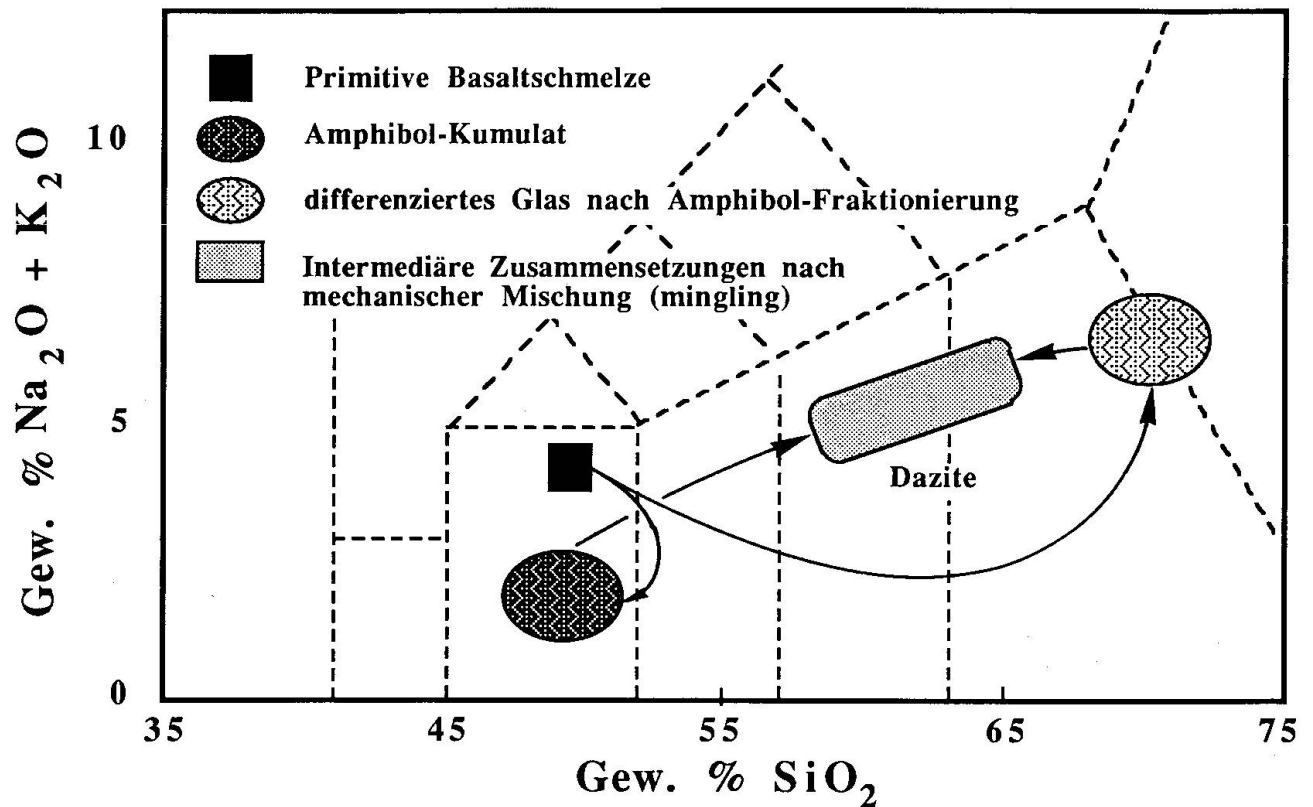 Primitive Basaltschmelze
Amphibol-Kumulat
differenziertes Glas nach Amphibol-Fraktionierung
Intermediäre Zusammensetzungen nach
mechanischer Mischung (mingling)
Dazite
Gew. % Na₂O + K₂O
10
5
0
35 45 55 65 75
Gew. % SiO₂